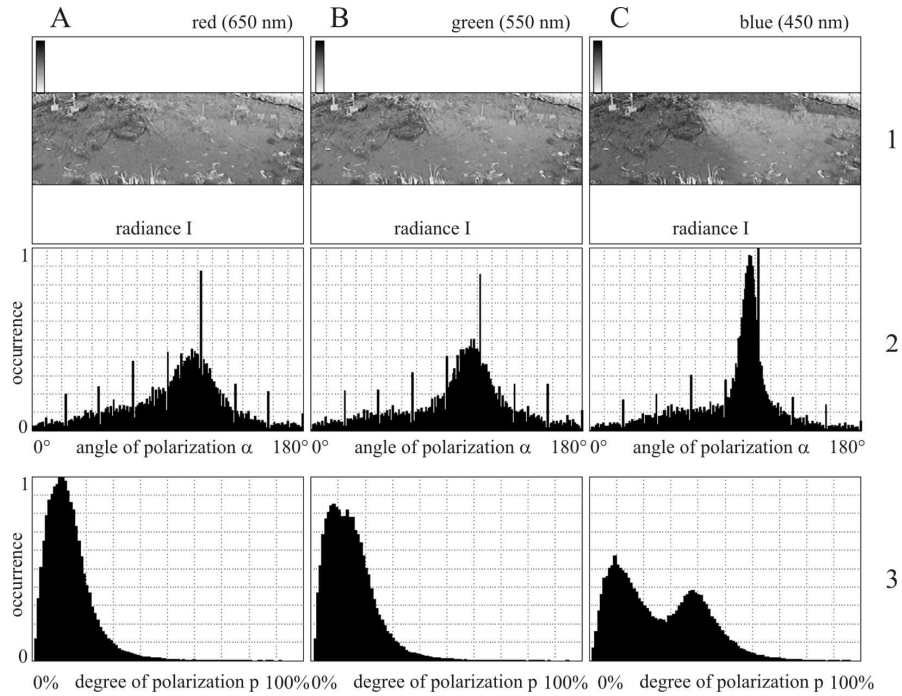 A red (650 nm) B green (550 nm) C blue (450 nm)
radiance I radiance I radiance I
1
1
occurrence
0
2
0° angle of polarization α 180° 0° angle of polarization α 180° 0° angle of polarization α 180°
1
occurrence
0
3
0% degree of polarization p 100% 0% degree of polarization p 100% 0% degree of polarization p 100%